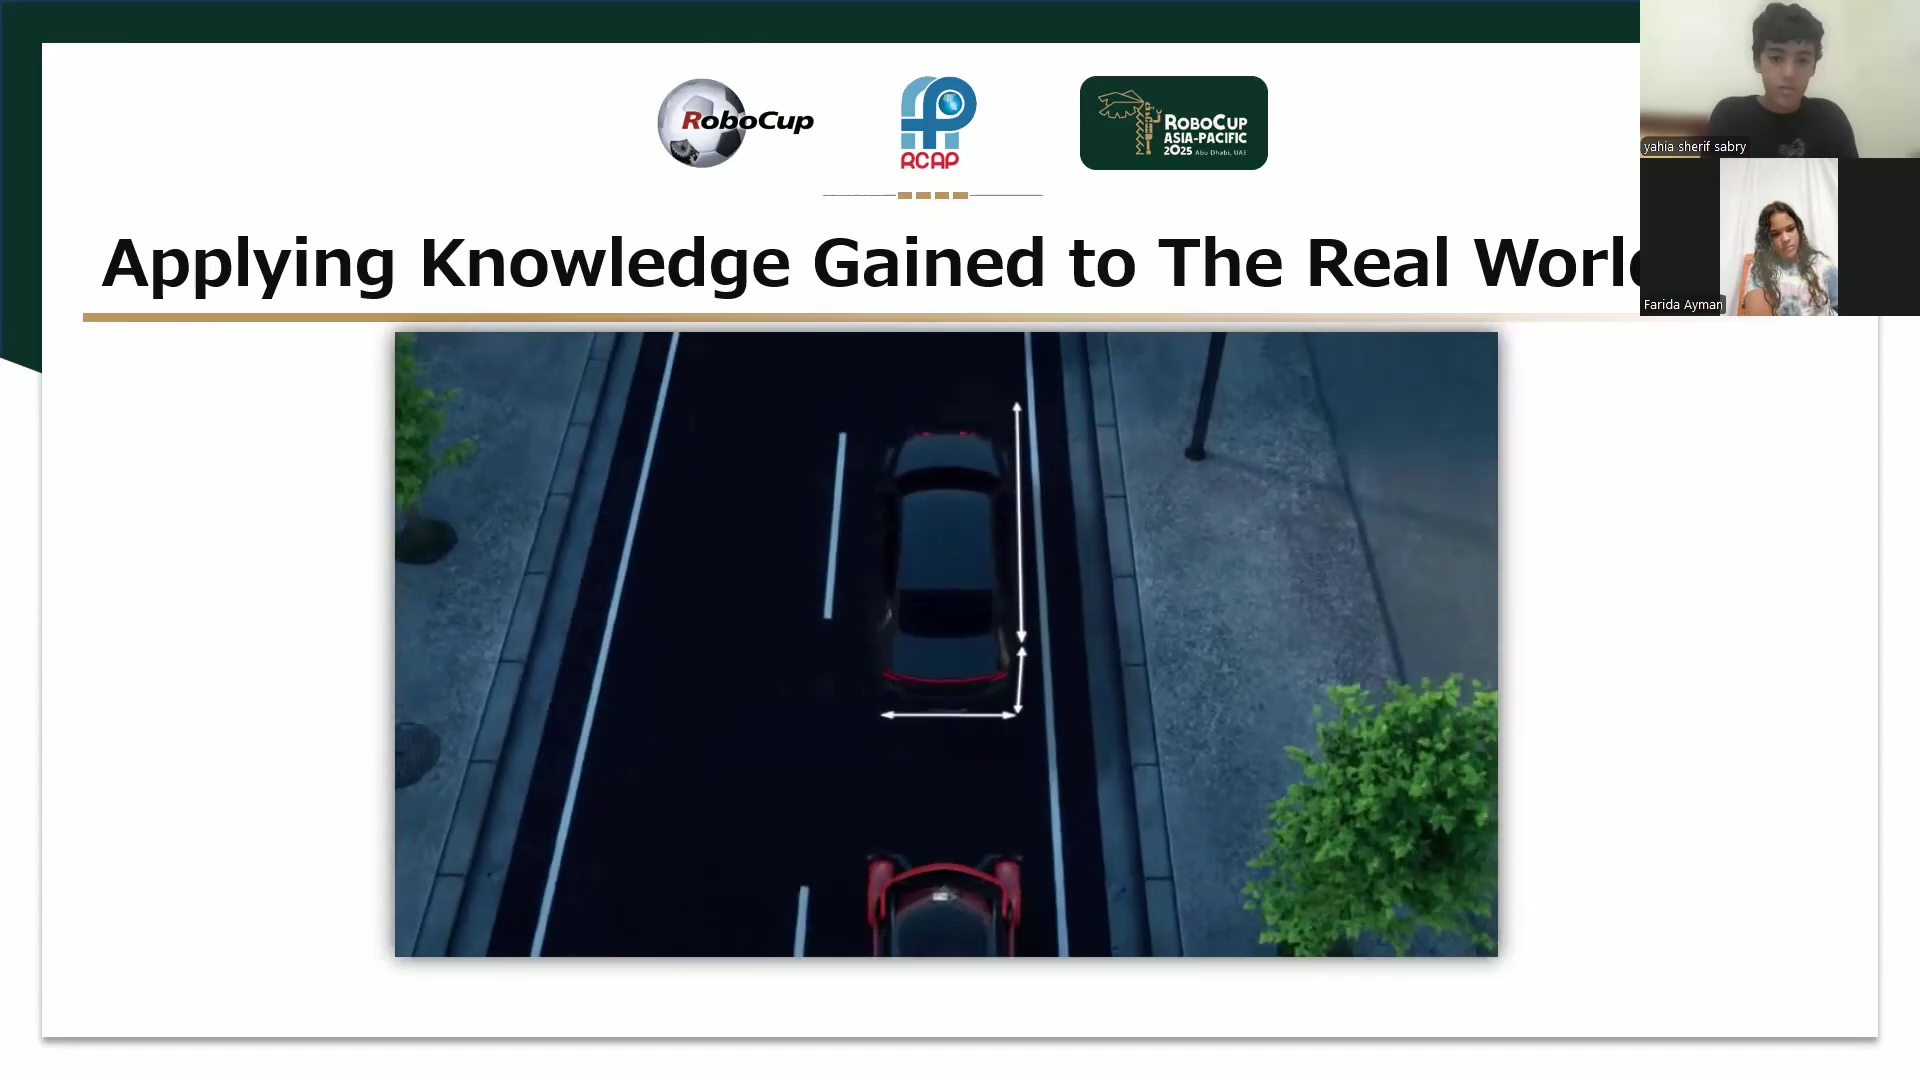 RoboCup
RCAP
ROBOCUP
ASIA-PACIFIC
2025 Abu Dhabi, UAE
Applying Knowledge Gained to The Real World
yahia sherif sabry
Farida Ayman